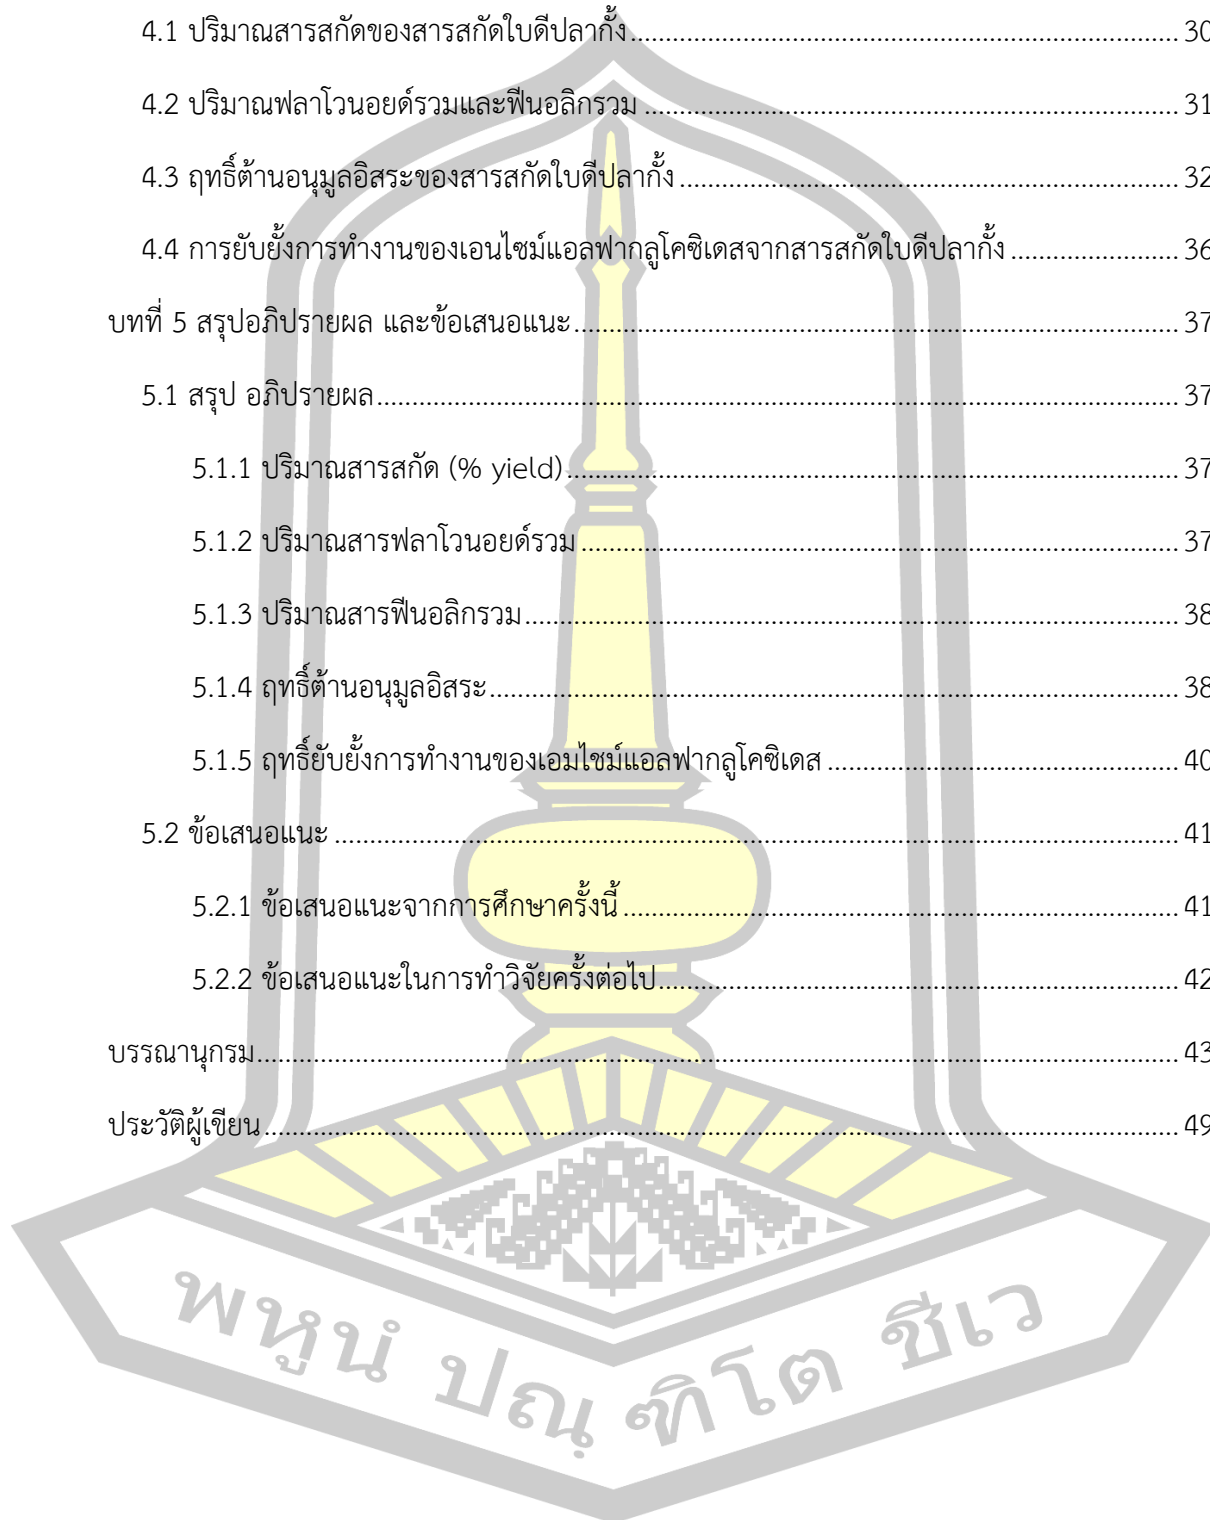 4.1 ปริมาณสารสกัดของสารสกัดใบดีปลากั้ง 30
4.2 ปริมาณฟลาโวนอยด์รวมและฟีนอลิกรวม 31
4.3 ฤทธิ์ต้านอนุมูลอิสระของสารสกัดใบดีปลากั้ง 32
4.4 การยับยั้งการทำงานของเอนไซม์แอลฟากลูโคซิเดสจากสารสกัดใบดีปลากั้ง 36
บทที่ 5 สรุปอภิปรายผล และข้อเสนอแนะ 37
5.1 สรุป อภิปรายผล 37
5.1.1 ปริมาณสารสกัด (% yield) 37
5.1.2 ปริมาณสารฟลาโวนอยด์รวม 37
5.1.3 ปริมาณสารฟีนอลิกรวม 38
5.1.4 ฤทธิ์ต้านอนุมูลอิสระ 38
5.1.5 ฤทธิ์ยับยั้งการทำงานของเอมไซม์แอลฟากลูโคซิเดส 40
5.2 ข้อเสนอแนะ 41
5.2.1 ข้อเสนอแนะจากการศึกษาครั้งนี้ 41
5.2.2 ข้อเสนอแนะในการทำวิจัยครั้งต่อไป 42
บรรณานุกรม 43
ประวัติผู้เขียน 49
พหูนํ ปณฺฑิโต ชีเว